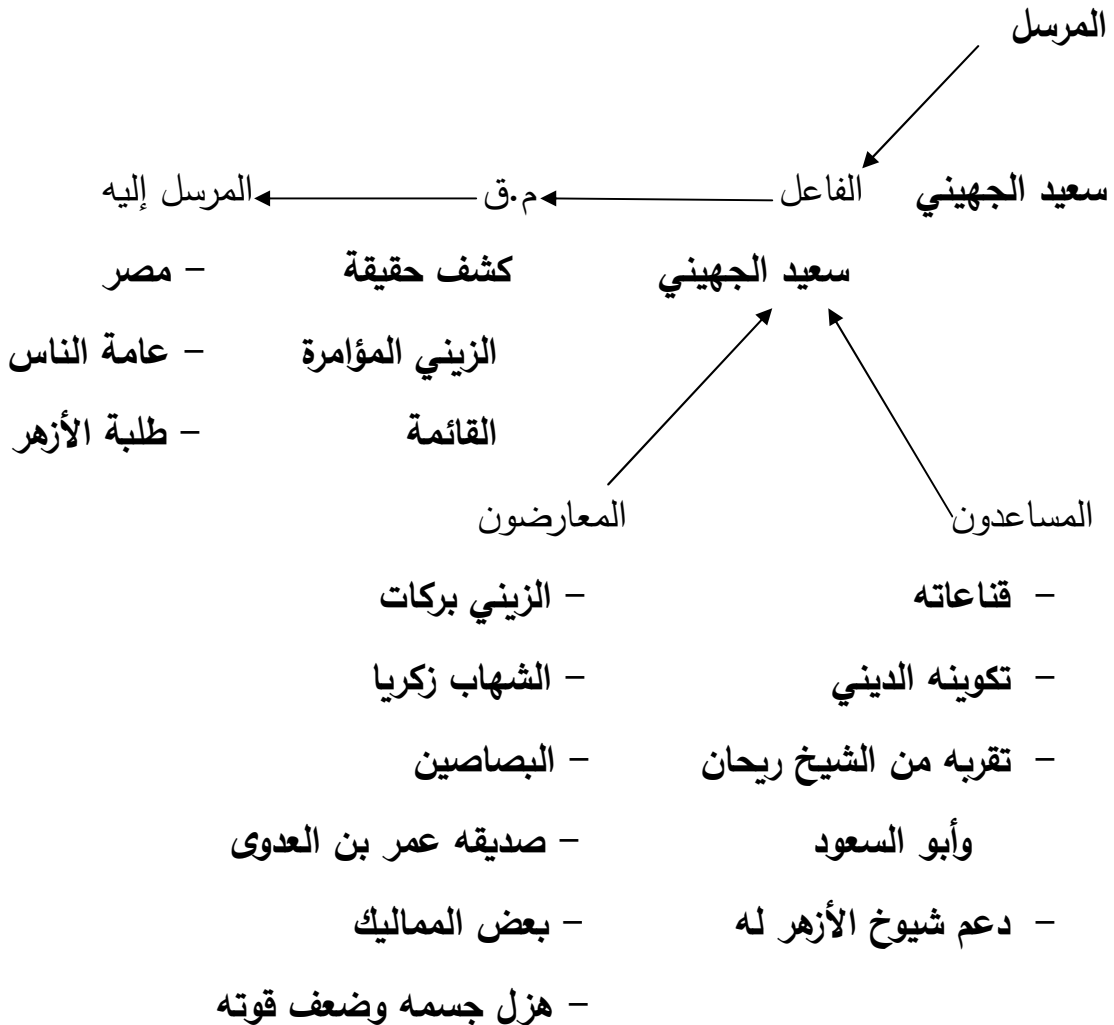 المرسل
سعيد الجهيني الفاعل م.ق المرسل إليه
سعيد الجهيني كشف حقيقة – مصر
الزيني المؤامرة – عامة الناس
القائمة – طلبة الأزهر
المساعدون المعارضون
– قناعاته – الزيني بركات
– تكوينه الديني – الشهاب زكريا
– تقربه من الشيخ ريحان – البصاصين
وأبو السعود – صديقه عمر بن العدوى
– دعم شيوخ الأزهر له – بعض المماليك
– هزل جسمه وضعف قوته